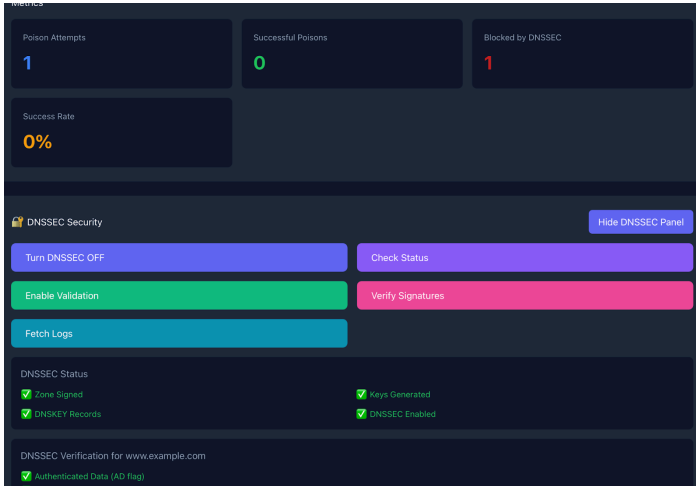 Metrics
Poison Attempts
1
Successful Poisons
0
Blocked by DNSSEC
1
Success Rate
0%
DNSSEC Security
Hide DNSSEC Panel
Turn DNSSEC OFF
Check Status
Enable Validation
Verify Signatures
Fetch Logs
DNSSEC Status
Zone Signed
Keys Generated
DNSKEY Records
DNSSEC Enabled
DNSSEC Verification for www.example.com
Authenticated Data (AD flag)